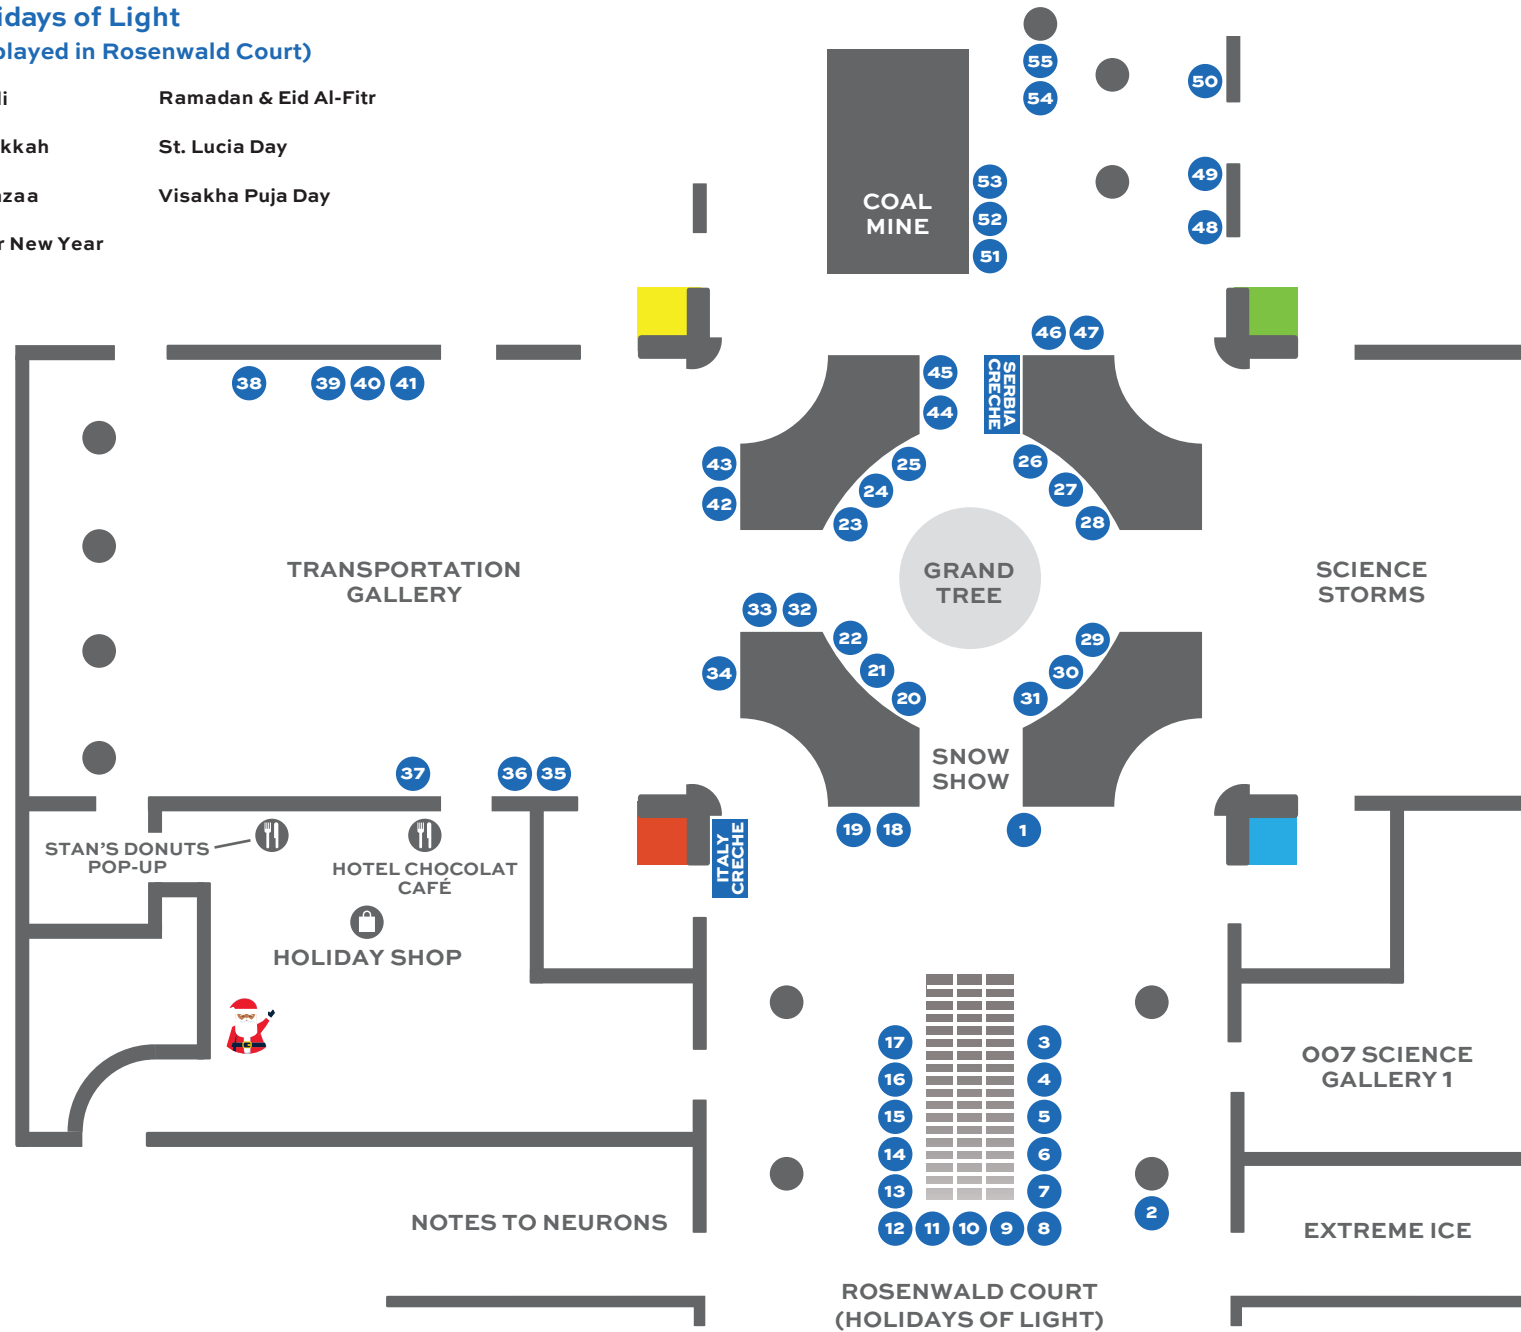 idays of Light
played in Rosenwald Court)
li
Ramadan & Eid Al-Fitr
kkah
St. Lucia Day
zaa
Visakha Puja Day
r New Year
55
54
50
53
52
51
49
48
COAL
MINE
46
47
38
39
40
41
45
44
SERBIA
CRECHE
43
42
25
24
23
26
27
28
TRANSPORTATION
GALLERY
GRAND
TREE
SCIENCE
STORMS
33
32
22
21
20
34
29
30
31
SNOW
SHOW
37
36
35
19
18
1
ITALY
CRECHE
STAN'S DONUTS
POP-UP
HOTEL CHOCOLAT
CAFÉ
HOLIDAY SHOP
17
16
15
14
13
12
11
10
9
8
3
4
5
6
7
2
007 SCIENCE
GALLERY 1
NOTES TO NEURONS
EXTREME ICE
ROSENWALD COURT
(HOLIDAYS OF LIGHT)